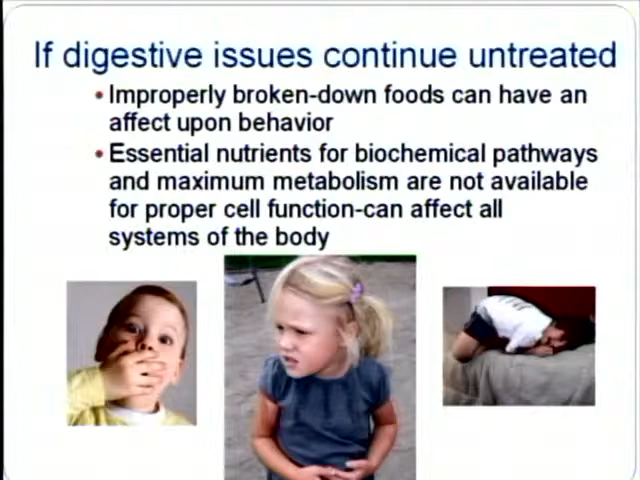 If digestive issues continue untreated
• Improperly broken-down foods can have an
affect upon behavior
• Essential nutrients for biochemical pathways
and maximum metabolism are not available
for proper cell function-can affect all
systems of the body